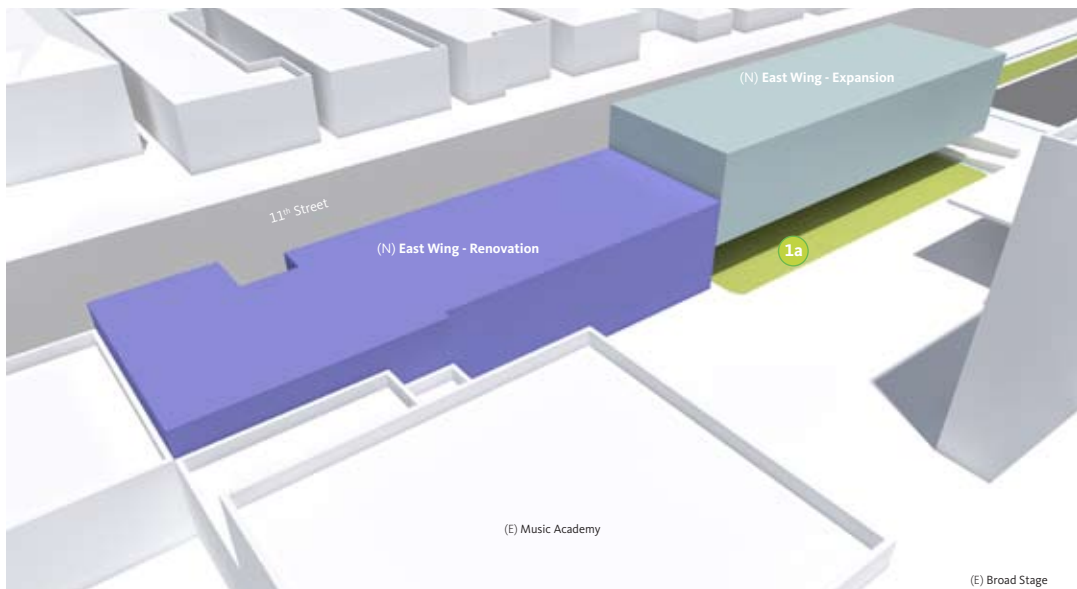 (N) East Wing - Expansion
11th Street
(N) East Wing - Renovation
1a
(E) Music Academy
(E) Broad Stage